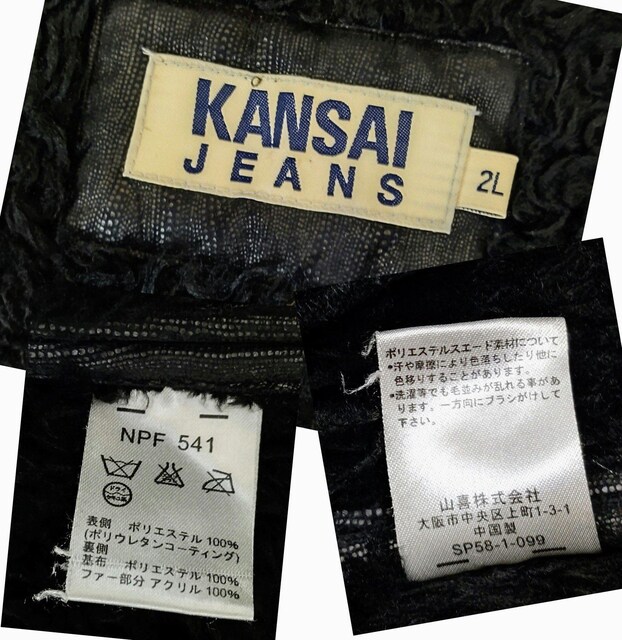 KANSAI
JEANS
2L
NPF 541
ドライ
セキユ系
表側 ポリエステル 100%
(ポリウレタンコーティング)
裏側
基布 ポリエステル 100%
ファー部分 アクリル 100%
ポリエステルスエード素材について
•汗や摩擦により色落ちしたり他に
色移りすることがあります。
•洗濯等でも毛並みが乱れる事があ
ります。一方向にブラシがけして
下さい。
山喜株式会社
大阪市中央区上町1-3-1
中国製
SP58-1-099